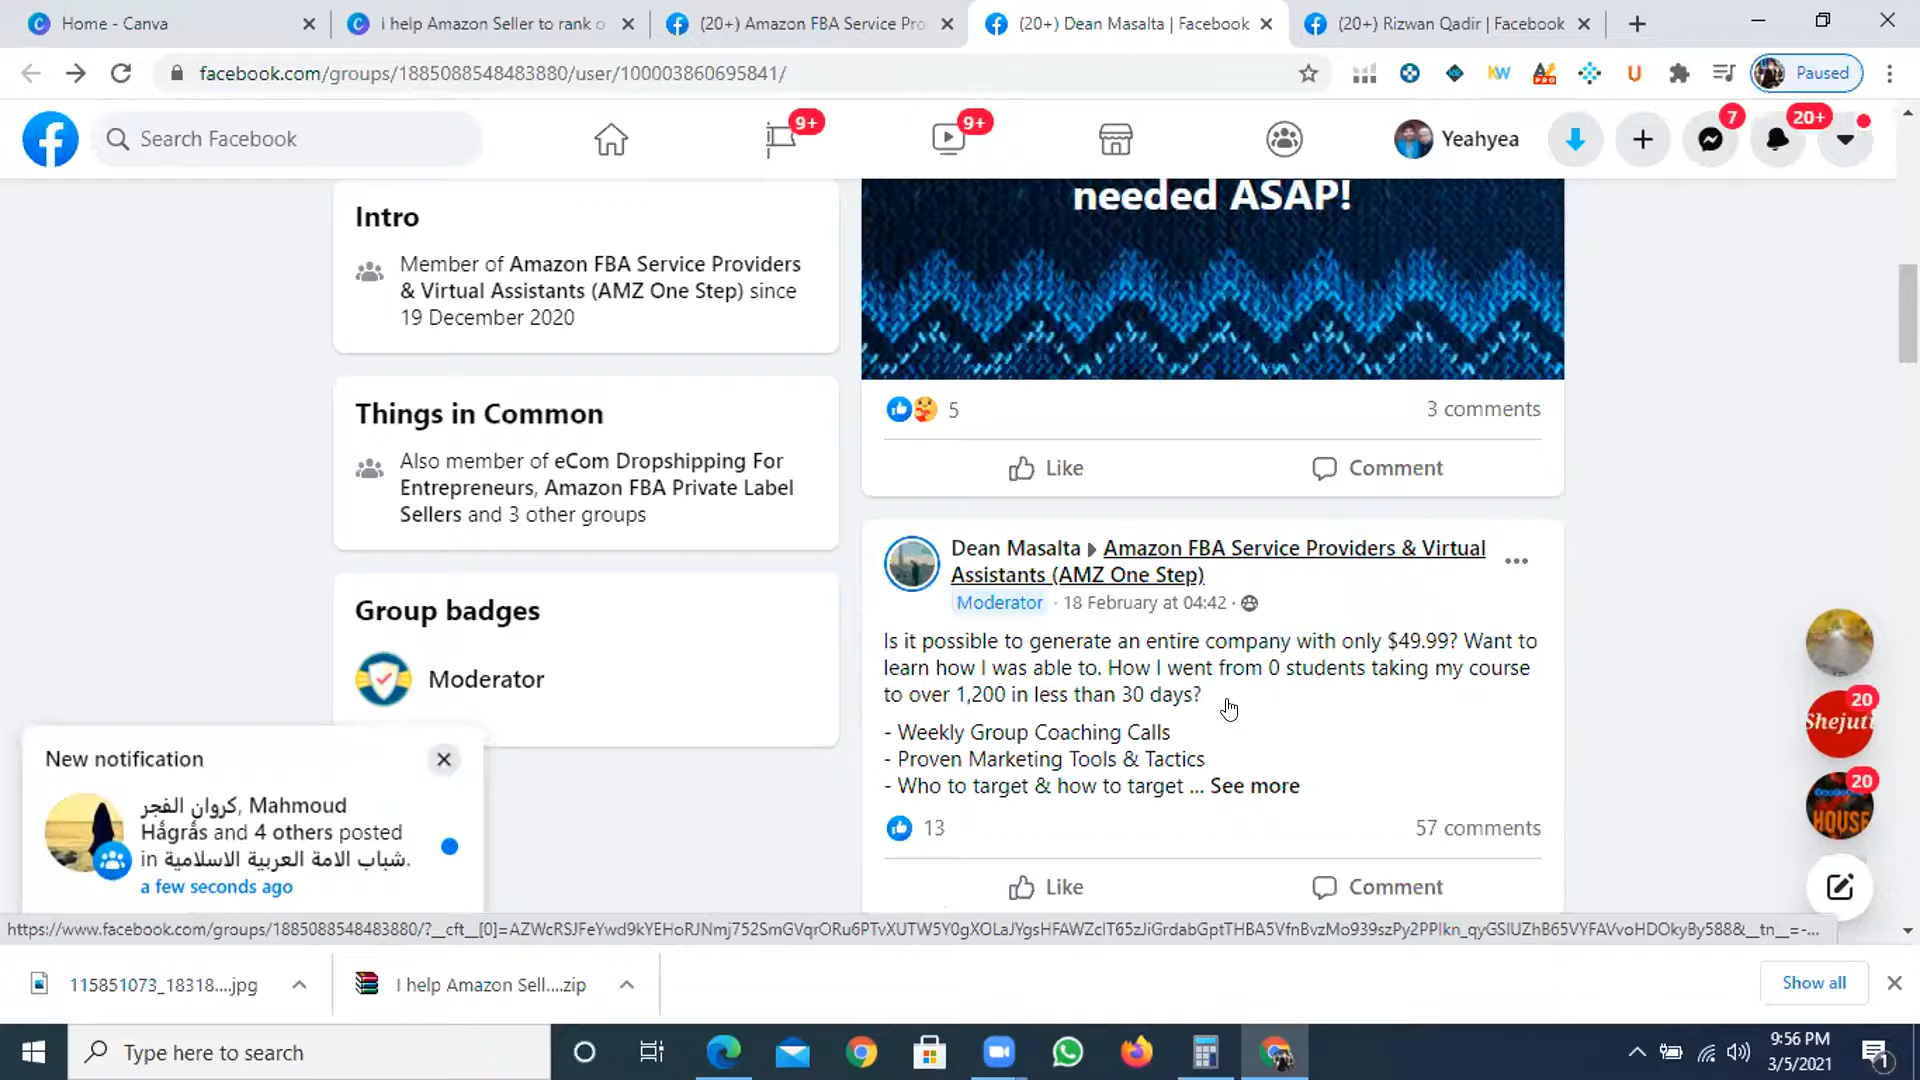 Home - Canva
I help Amazon Seller to rank o
(20+) Amazon FBA Service Pro
(20+) Dean Masalta | Facebook
(20+) Rizwan Qadir | Facebook
facebook.com/groups/1885088548483880/user/100003860695841/
KW
Paused
Search Facebook
9+
9+
Yeahyea
7
20+
Intro
Member of Amazon FBA Service Providers
& Virtual Assistants (AMZ One Step) since
19 December 2020
Things in Common
Also member of eCom Dropshipping For
Entrepreneurs, Amazon FBA Private Label
Sellers and 3 other groups
Group badges
Moderator
needed ASAP!
5
3 comments
Like
Comment
Dean Masalta ▸ Amazon FBA Service Providers & Virtual
Assistants (AMZ One Step)
Moderator · 18 February at 04:42 ·
Is it possible to generate an entire company with only $49.99? Want to
learn how I was able to. How I went from 0 students taking my course
to over 1,200 in less than 30 days?
- Weekly Group Coaching Calls
- Proven Marketing Tools & Tactics
- Who to target & how to target ... See more
13
57 comments
Like
Comment
New notification
كروان الفجر, Mahmoud
Hågrås and 4 others posted
in شباب الامة العربية الاسلامية.
a few seconds ago
20
Shejuti
20
HOUSE
115851073_18318....jpg
I help Amazon Sell....zip
Show all
Type here to search
9:56 PM
3/5/2021
1